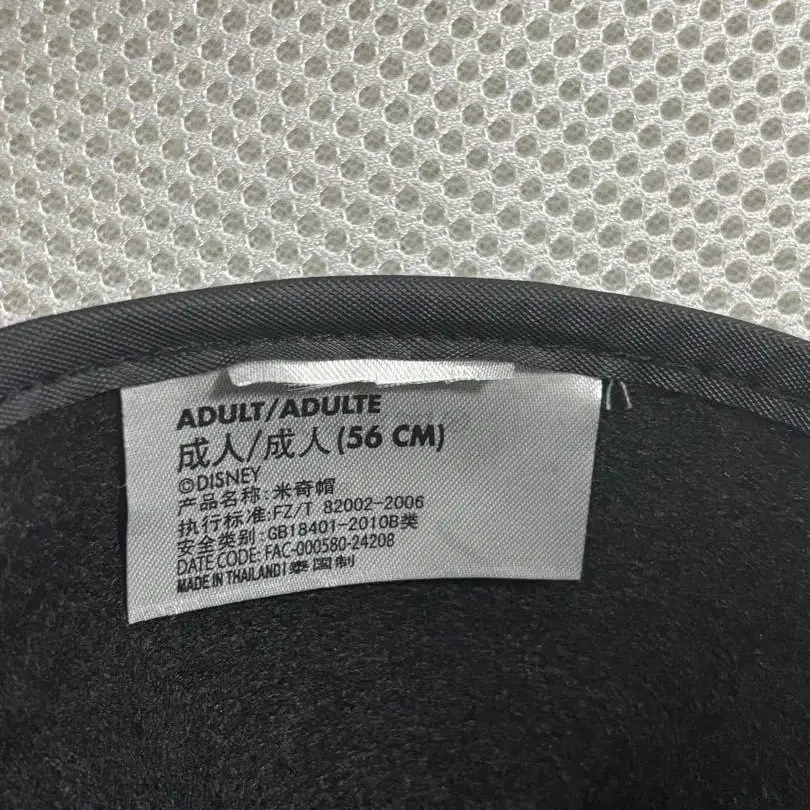 ADULT/ADULTE
成人/成人(56 CM)
©DISNEY
产品名称:米奇帽
执行标准:FZ/T 82002-2006
安全类别:GB18401-2010B类
DATE CODE: FAC-000580-24208
MADE IN THAILAND | 泰国制